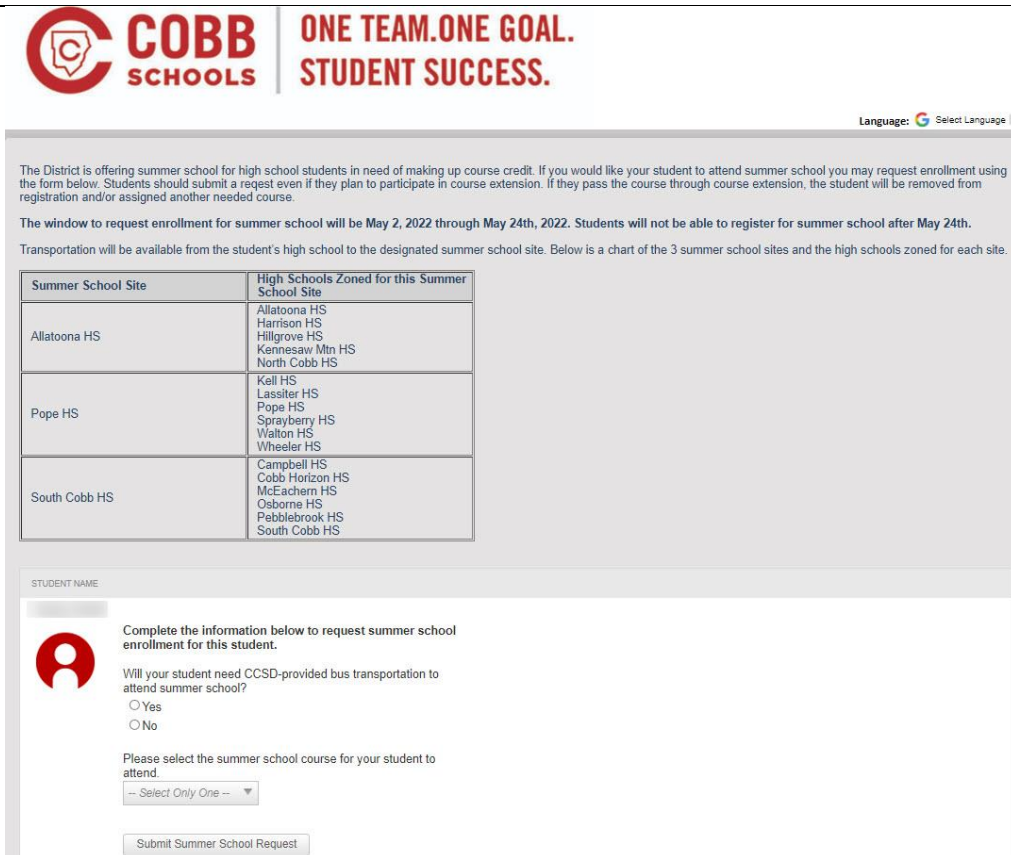 COBB
SCHOOLS
ONE TEAM.ONE GOAL.
STUDENT SUCCESS.
Language: G Select Language
The District is offering summer school for high school students in need of making up course credit. If you would like your student to attend summer school you may request enrollment using
the form below. Students should submit a reqest even if they plan to participate in course extension. If they pass the course through course extension, the student will be removed from
registration and/or assigned another needed course.
The window to request enrollment for summer school will be May 2, 2022 through May 24th, 2022. Students will not be able to register for summer school after May 24th.
Transportation will be available from the student's high school to the designated summer school site. Below is a chart of the 3 summer school sites and the high schools zoned for each site.
Summer School Site
High Schools Zoned for this Summer
School Site
Allatoona HS
Allatoona HS
Harrison HS
Hillgrove HS
Kennesaw Mtn HS
North Cobb HS
Pope HS
Kell HS
Lassiter HS
Pope HS
Sprayberry HS
Walton HS
Wheeler HS
South Cobb HS
Campbell HS
Cobb Horizon HS
McEachern HS
Osborne HS
Pebblebrook HS
South Cobb HS
STUDENT NAME
Complete the information below to request summer school
enrollment for this student.
Will your student need CCSD-provided bus transportation to
attend summer school?
Yes
No
Please select the summer school course for your student to
attend.
-- Select Only One --
Submit Summer School Request